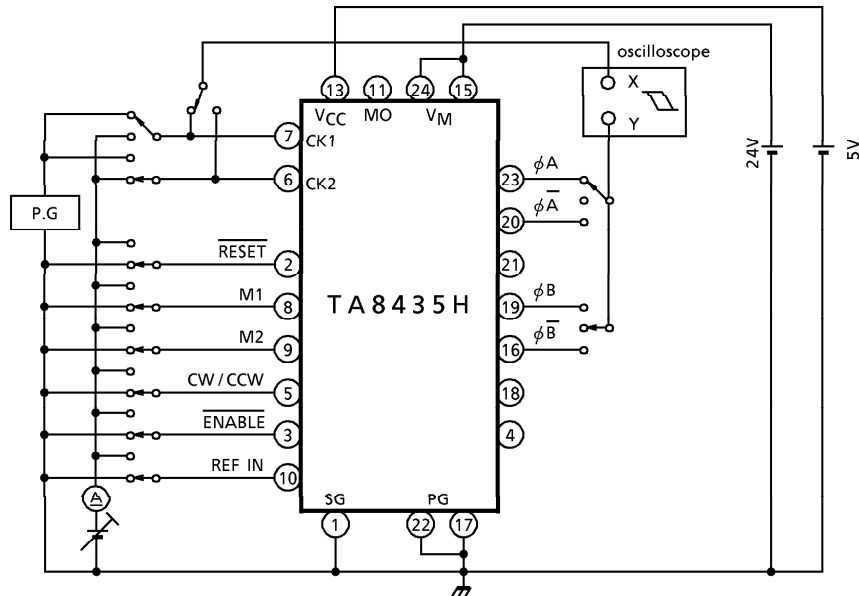 oscilloscope
13 11 24 15
X
VCC MO VM
Y
7 CK1
24V 5V
6 CK2
23 φA
P.G
20 φA̅
R̅E̅S̅E̅T̅ 2
21
M1 8
TA8435H
19 φB
M2 9
16 φB̅
CW / CCW 5
18
E̅N̅A̅B̅L̅E̅ 3
4
REF IN 10
A
SG PG
1 22 17